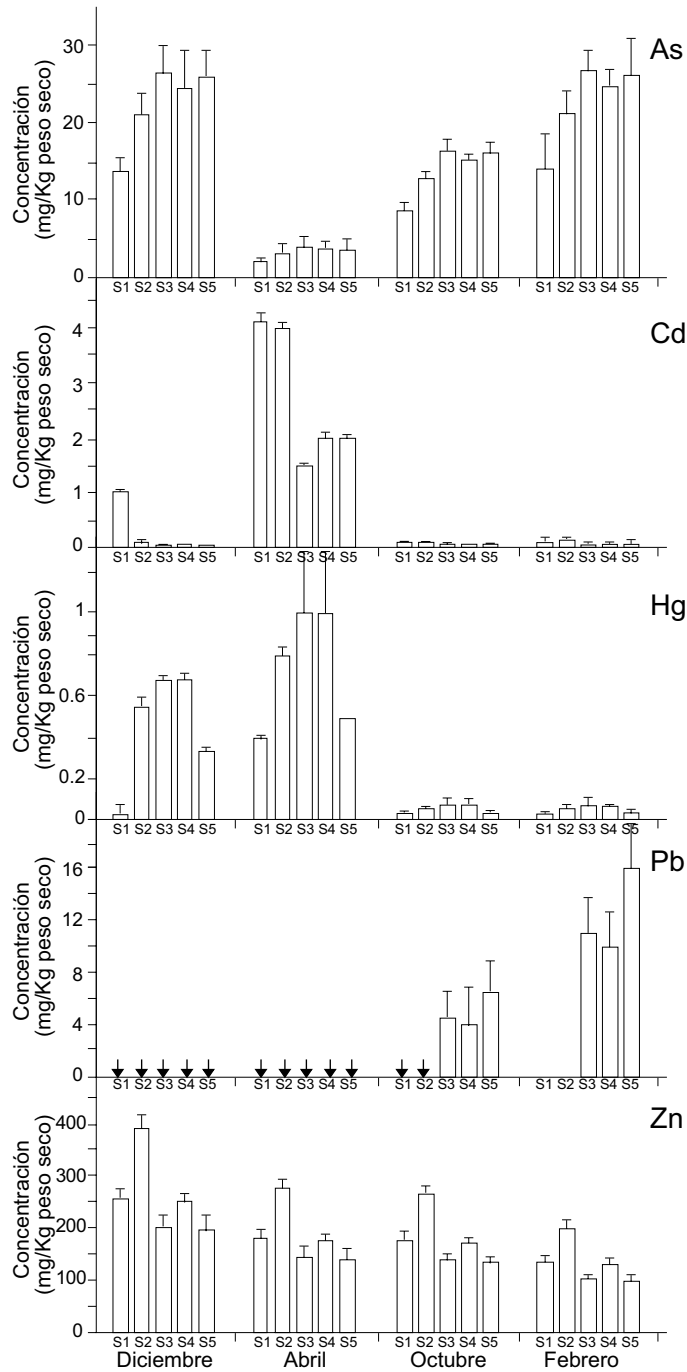 As
Concentración
(mg/Kg peso seco)
30
20
10
0
S1 S2 S3 S4 S5 S1 S2 S3 S4 S5 S1 S2 S3 S4 S5 S1 S2 S3 S4 S5
Cd
Concentración
(mg/Kg peso seco)
4
3
2
1
0
S1 S2 S3 S4 S5 S1 S2 S3 S4 S5 S1 S2 S3 S4 S5 S1 S2 S3 S4 S5
Hg
Concentración
(mg/Kg peso seco)
1
0.6
0.2
0
S1 S2 S3 S4 S5 S1 S2 S3 S4 S5 S1 S2 S3 S4 S5 S1 S2 S3 S4 S5
Pb
Concentración
(mg/Kg peso seco)
16
12
8
4
0
S1 S2 S3 S4 S5 S1 S2 S3 S4 S5 S1 S2 S3 S4 S5 S1 S2 S3 S4 S5
Zn
Concentración
(mg/Kg peso seco)
400
300
200
100
0
S1 S2 S3 S4 S5 S1 S2 S3 S4 S5 S1 S2 S3 S4 S5 S1 S2 S3 S4 S5
Diciembre Abril Octubre Febrero